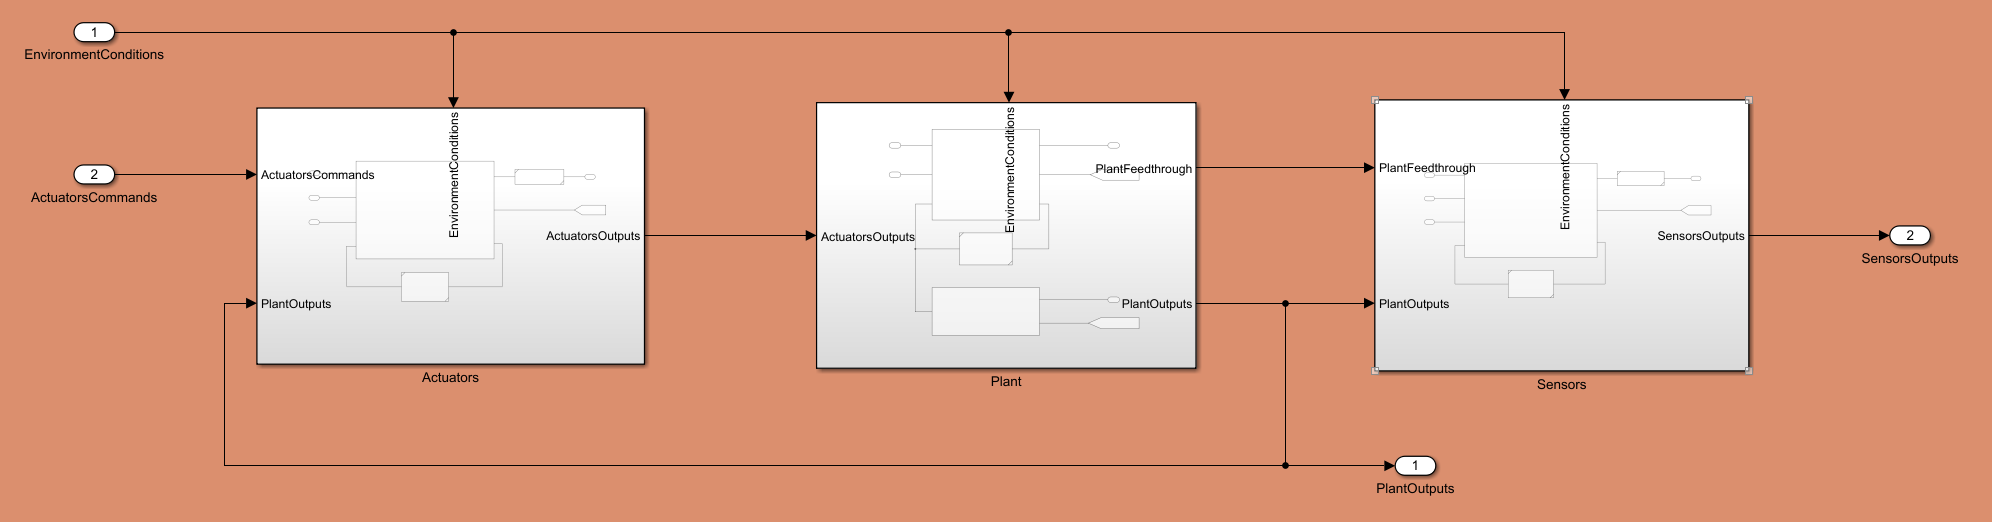 1
EnvironmentConditions
2
ActuatorsCommands
EnvironmentConditions
ActuatorsCommands
ActuatorsOutputs
PlantOutputs
Actuators
EnvironmentConditions
PlantFeedthrough
ActuatorsOutputs
PlantOutputs
Plant
EnvironmentConditions
PlantFeedthrough
SensorsOutputs
PlantOutputs
Sensors
2
SensorsOutputs
1
PlantOutputs